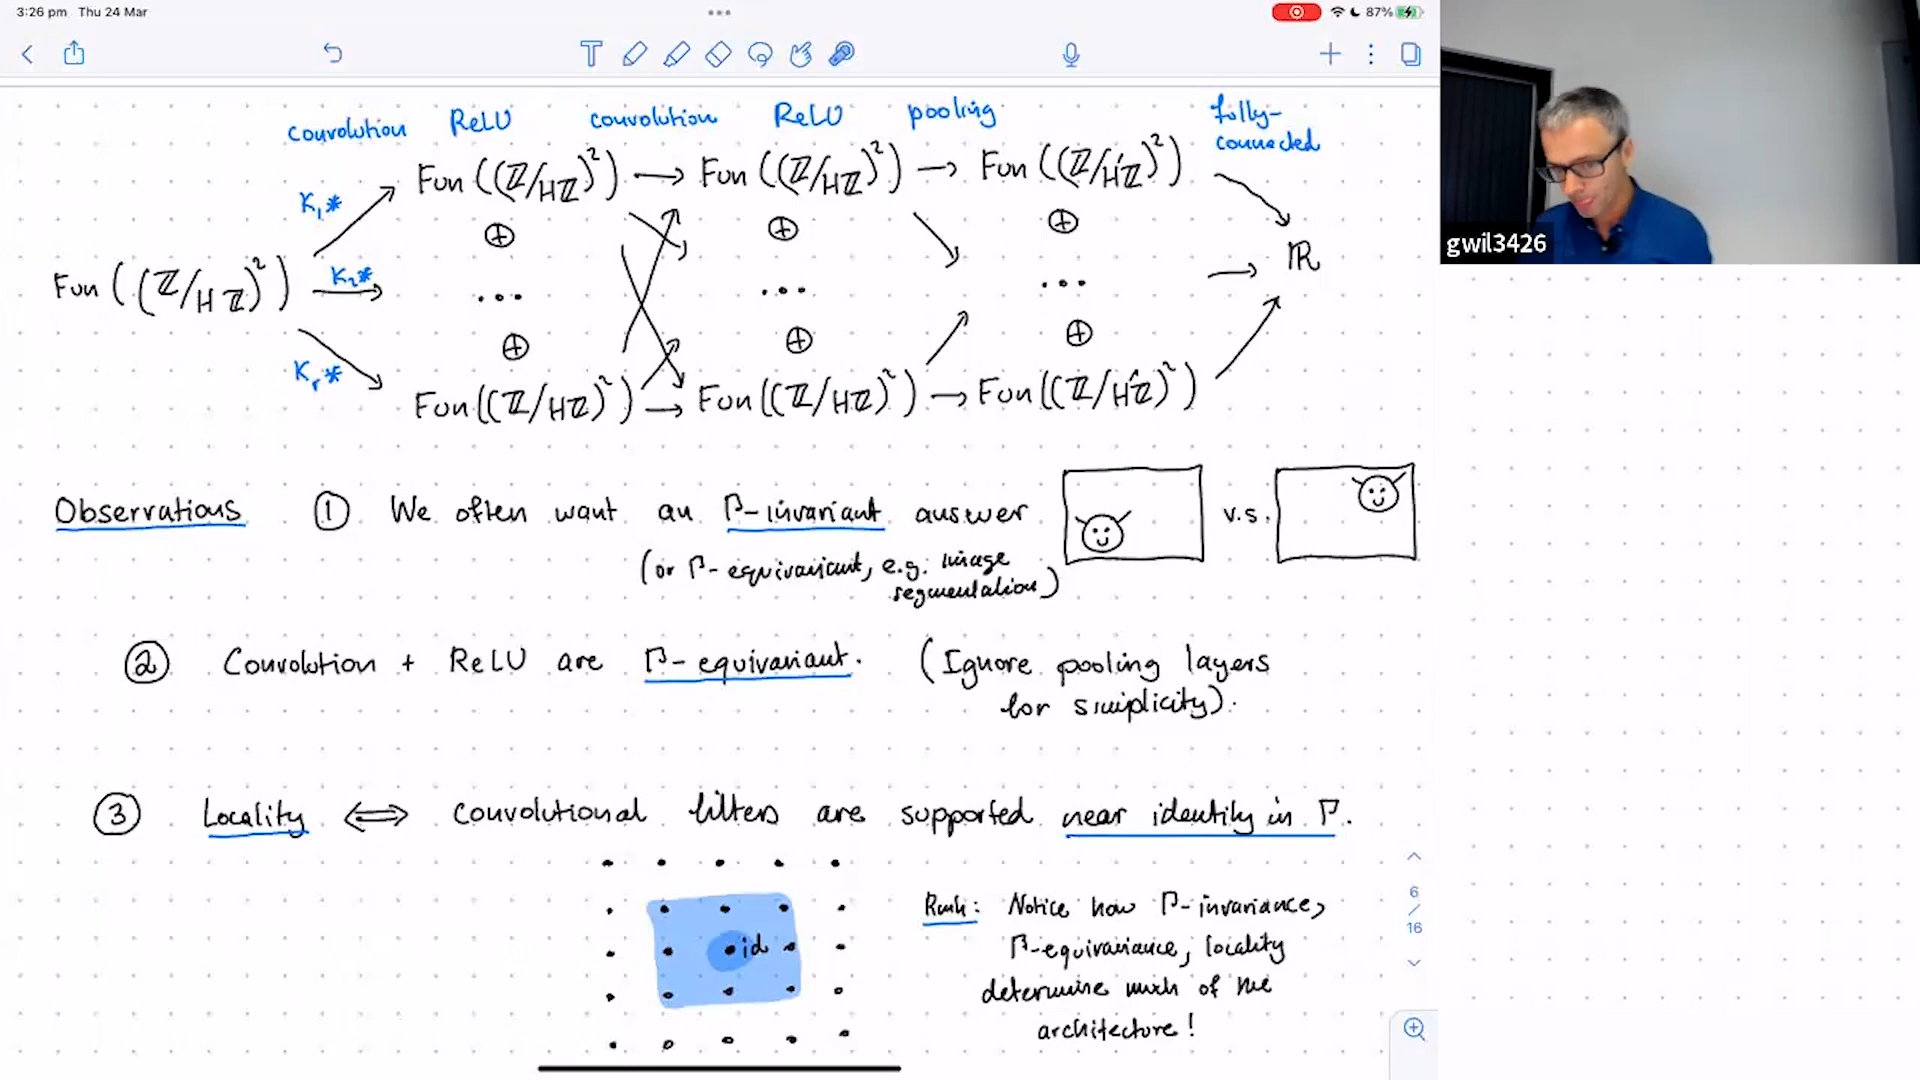 3:26 pm Thu 24 Mar
87%
convolution ReLU convolution ReLU pooling fully-
connected
Fun((ℤ/Hℤ)²) → Fun((ℤ/Hℤ)²) → Fun((ℤ/H'ℤ)²)
K₁*
⊕ ⊕ ⊕
gwil3426
ℝ
Fun((ℤ/Hℤ)²)
K₂*
... ... ...
⊕ ⊕ ⊕
Kᵣ*
Fun((ℤ/Hℤ)²) → Fun((ℤ/Hℤ)²) → Fun((ℤ/H'ℤ)²)
Observations ① We often want an Γ-invariant answer
v.s.
(or Γ-equivariant, e.g. image
segmentation)
② Convolution + ReLU are Γ-equivariant. (Ignore pooling layers
for simplicity).
③ Locality ⟺ convolutional filters are supported near identity in Γ.
id
Rmk: Notice how Γ-invariance,
Γ-equivariance, locality
determine much of the
architecture!
6
/
16